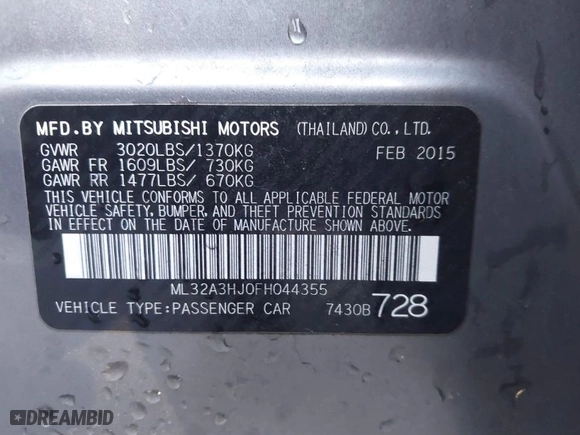 MFD.BY MITSUBISHI MOTORS (THAILAND) CO.,LTD.
GVWR 3020LBS/1370KG FEB 2015
GAWR FR 1609LBS/ 730KG
GAWR RR 1477LBS/ 670KG
THIS VEHICLE CONFORMS TO ALL APPLICABLE FEDERAL MOTOR
VEHICLE SAFETY, BUMPER, AND THEFT PREVENTION STANDARDS
IN EFFECT ON THE DATE OF MANUFACTURE SHOWN ABOVE.
ML32A3HJ0FH044355
VEHICLE TYPE:PASSENGER CAR 7430B 728
DREAMBID